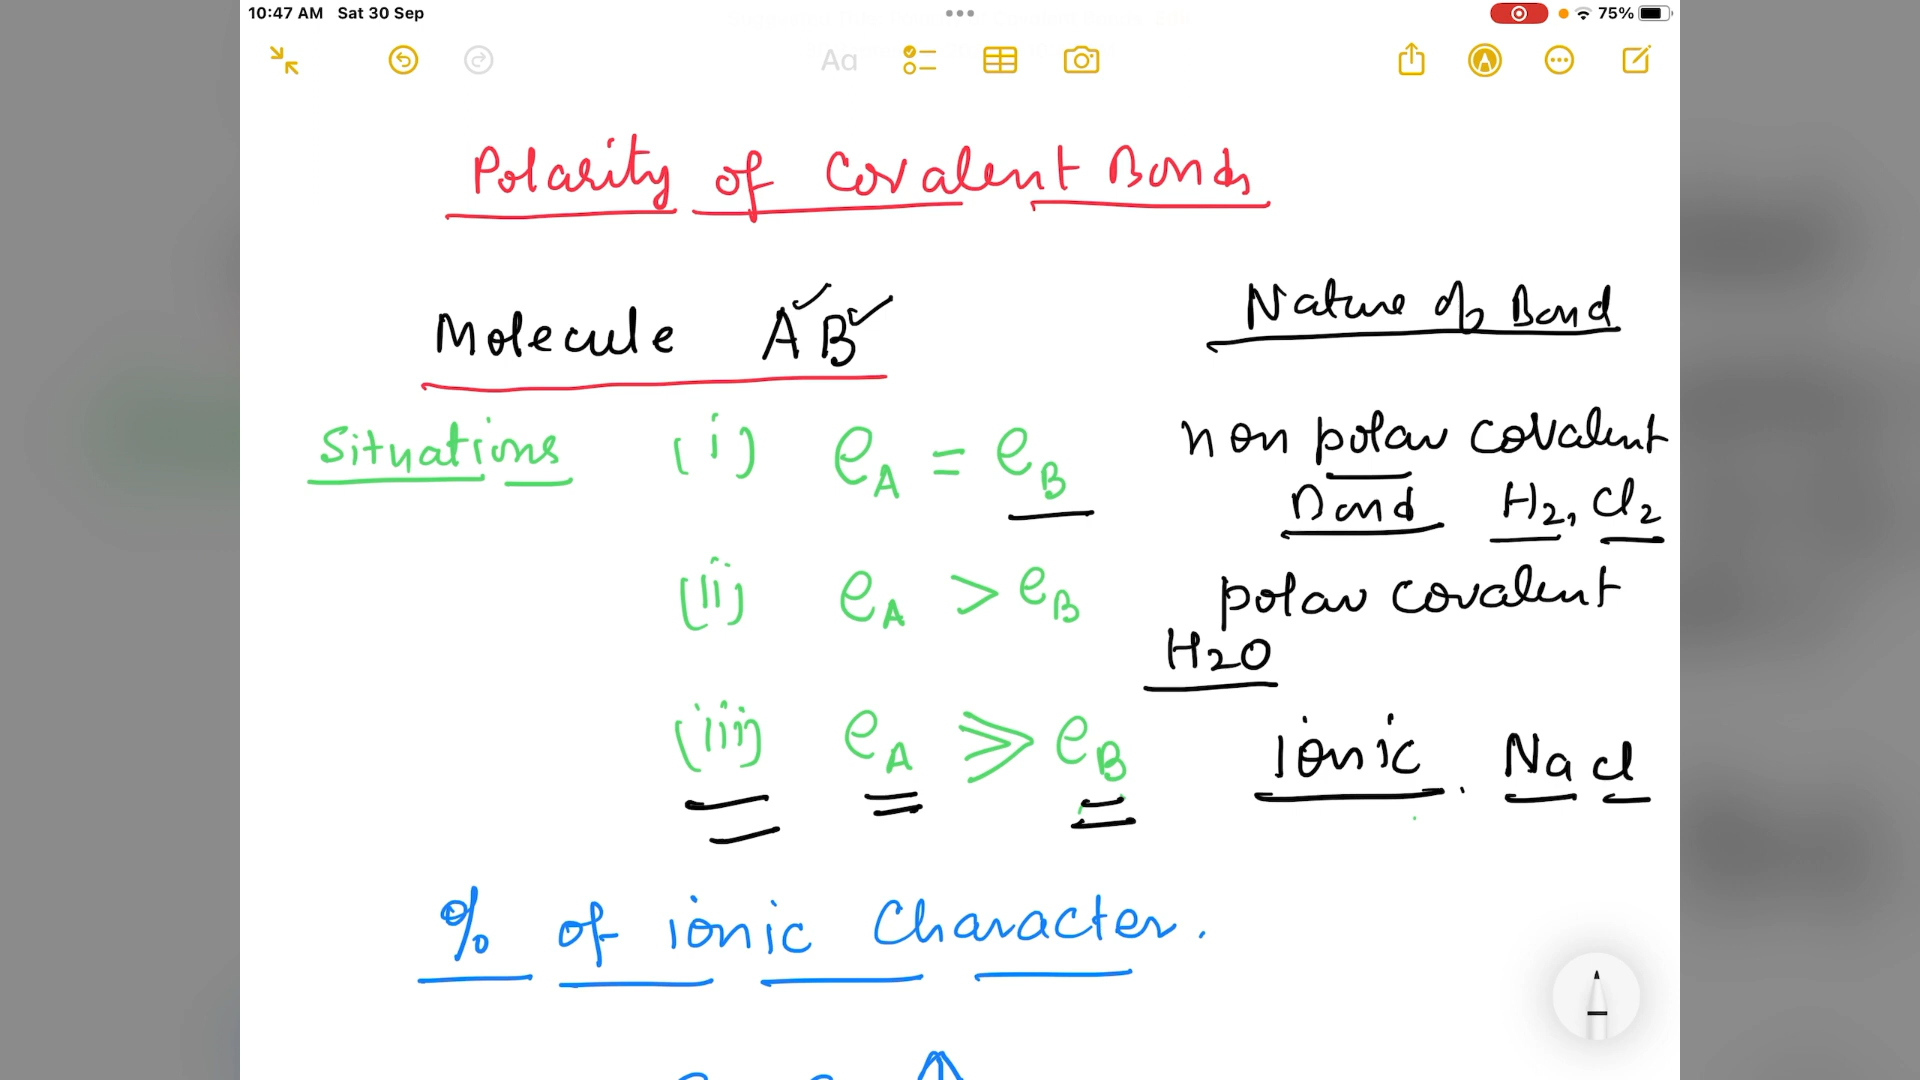 10:47 AM Sat 30 Sep
75%
Aa
Polarity of Covalent Bonds
Molecule AB
Nature of Bond
Situations (i) eA = eB
non polar covalent
Bond H2, Cl2
(ii) eA > eB
polar covalent
H2O
(iii) eA ⩾ eB
ionic. NaCl
% of ionic Character.